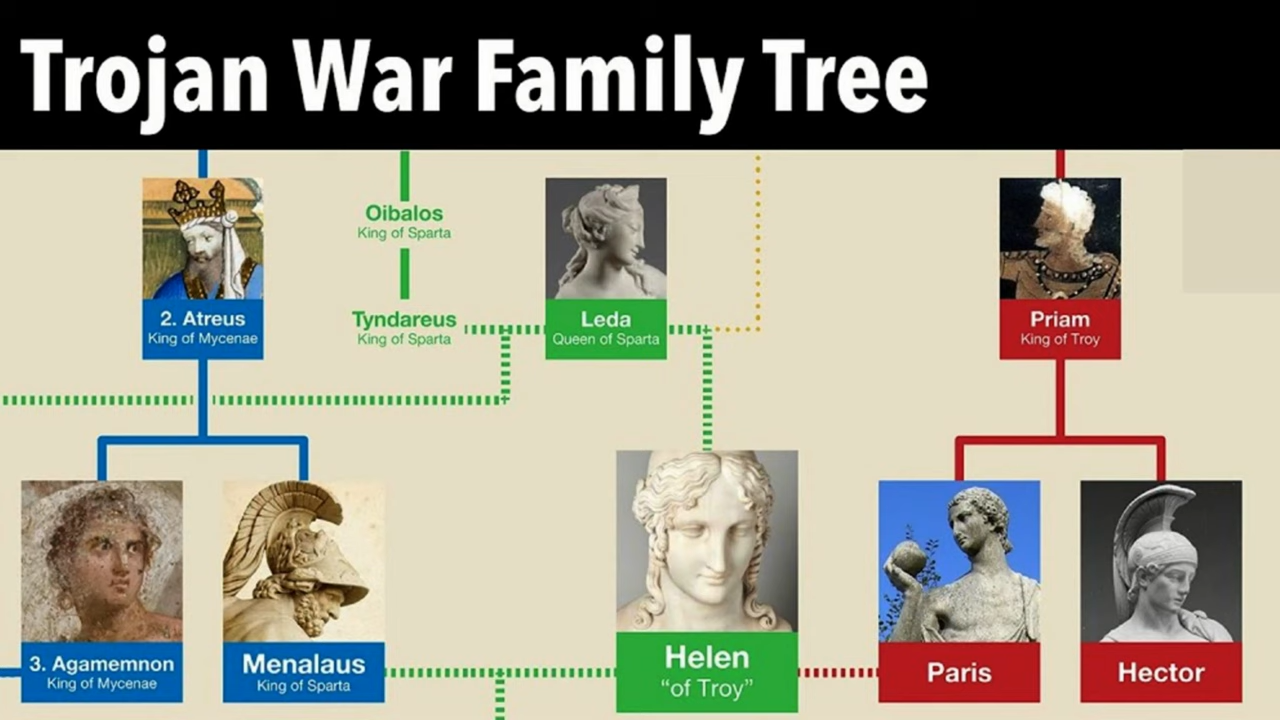 Trojan War Family Tree
Oibalos
King of Sparta
2. Atreus
King of Mycenae
Tyndareus
King of Sparta
Leda
Queen of Sparta
Priam
King of Troy
3. Agamemnon
King of Mycenae
Menalaus
King of Sparta
Helen
“of Troy”
Paris
Hector